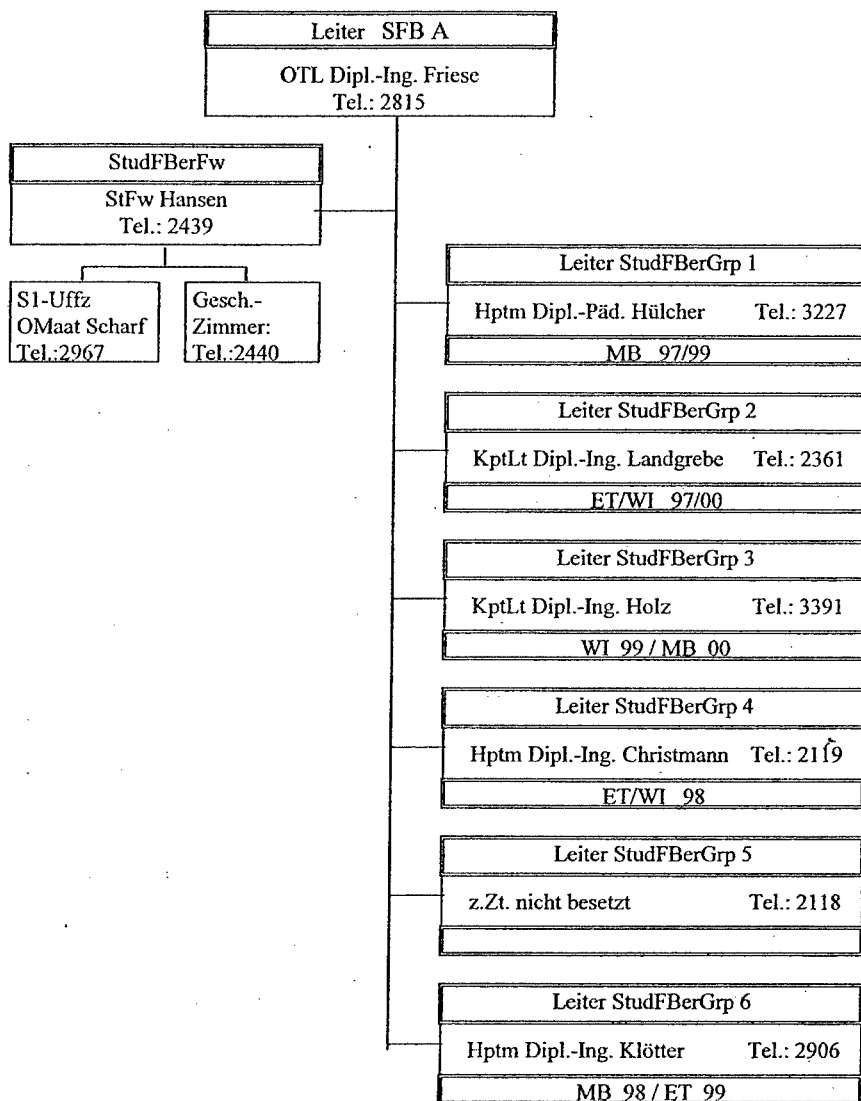 Leiter SFB A
OTL Dipl.-Ing. Friese
Tel.: 2815
StudFBerFw
StFw Hansen
Tel.: 2439
S1-Uffz
OMaat Scharf
Tel.:2967
Gesch.-
Zimmer:
Tel.:2440
Leiter StudFBerGrp 1
Hptm Dipl.-Päd. Hülcher Tel.: 3227
MB 97/99
Leiter StudFBerGrp 2
KptLt Dipl.-Ing. Landgrebe Tel.: 2361
ET/WI 97/00
Leiter StudFBerGrp 3
KptLt Dipl.-Ing. Holz Tel.: 3391
WI 99 / MB 00
Leiter StudFBerGrp 4
Hptm Dipl.-Ing. Christmann Tel.: 2119
ET/WI 98
Leiter StudFBerGrp 5
z.Zt. nicht besetzt Tel.: 2118
Leiter StudFBerGrp 6
Hptm Dipl.-Ing. Klötter Tel.: 2906
MB 98 / ET 99